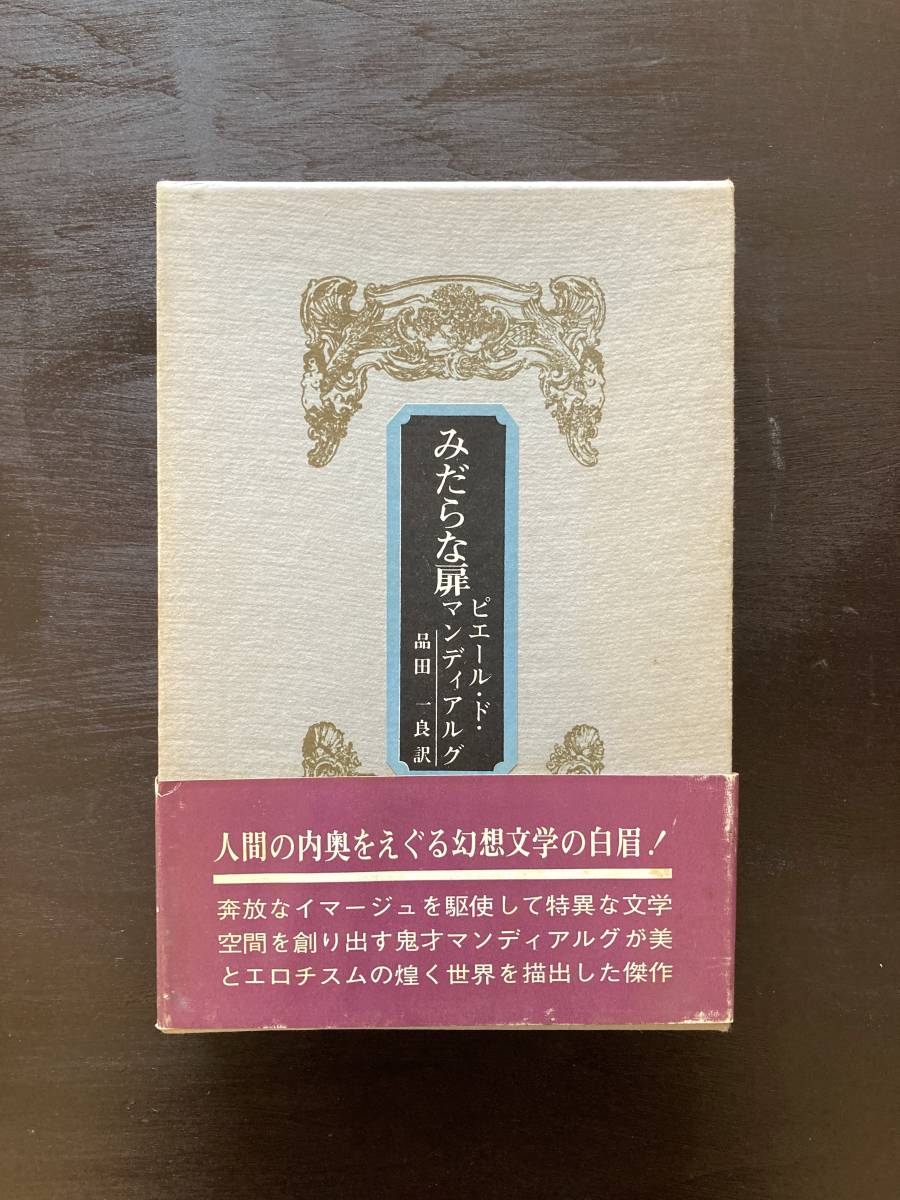 みだらな扉
ピエール・ド・
マンディアルグ
品田 一良訳
人間の内奥をえぐる幻想文学の白眉!
奔放なイマージュを駆使して特異な文学
空間を創り出す鬼才マンディアルグが美
とエロチスムの煌く世界を描出した傑作